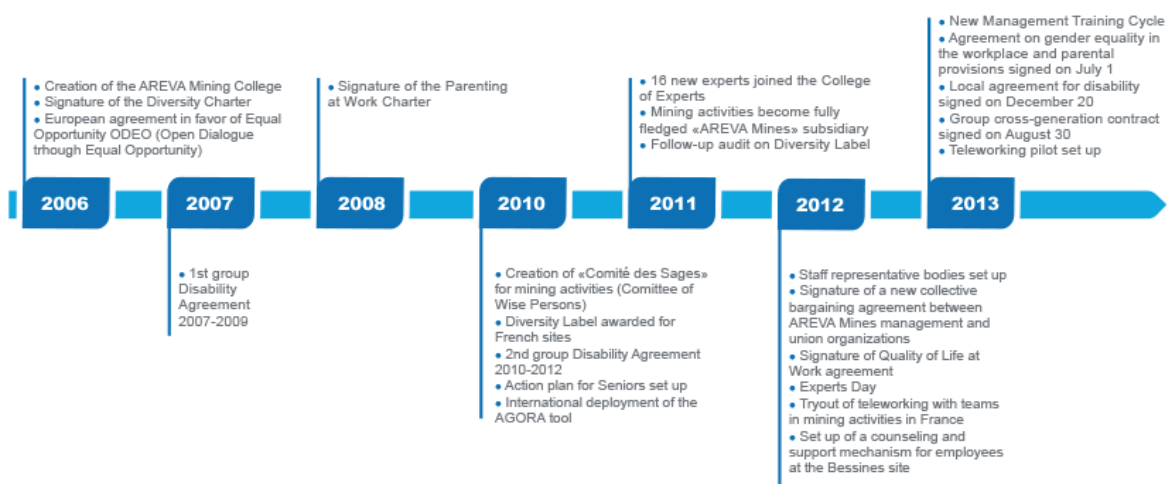 • Creation of the AREVA Mining College
• Signature of the Diversity Charter
• European agreement in favor of Equal
Opportunity ODEO (Open Dialogue
trhough Equal Opportunity)
2006
2007
• 1st group
Disability
Agreement
2007-2009
• Signature of the Parenting
at Work Charter
2008
2010
• Creation of «Comité des Sages»
for mining activities (Comittee of
Wise Persons)
• Diversity Label awarded for
French sites
• 2nd group Disability Agreement
2010-2012
• Action plan for Seniors set up
• International deployment of the
AGORA tool
• 16 new experts joined the College
of Experts
• Mining activities become fully
fledged «AREVA Mines» subsidiary
• Follow-up audit on Diversity Label
2011
2012
• Staff representative bodies set up
• Signature of a new collective
bargaining agreement between
AREVA Mines management and
union organizations
• Signature of Quality of Life at
Work agreement
• Experts Day
• Tryout of teleworking with teams
in mining activities in France
• Set up of a counseling and
support mechanism for employees
at the Bessines site
• New Management Training Cycle
• Agreement on gender equality in
the workplace and parental
provisions signed on July 1
• Local agreement for disability
signed on December 20
• Group cross-generation contract
signed on August 30
• Teleworking pilot set up
2013